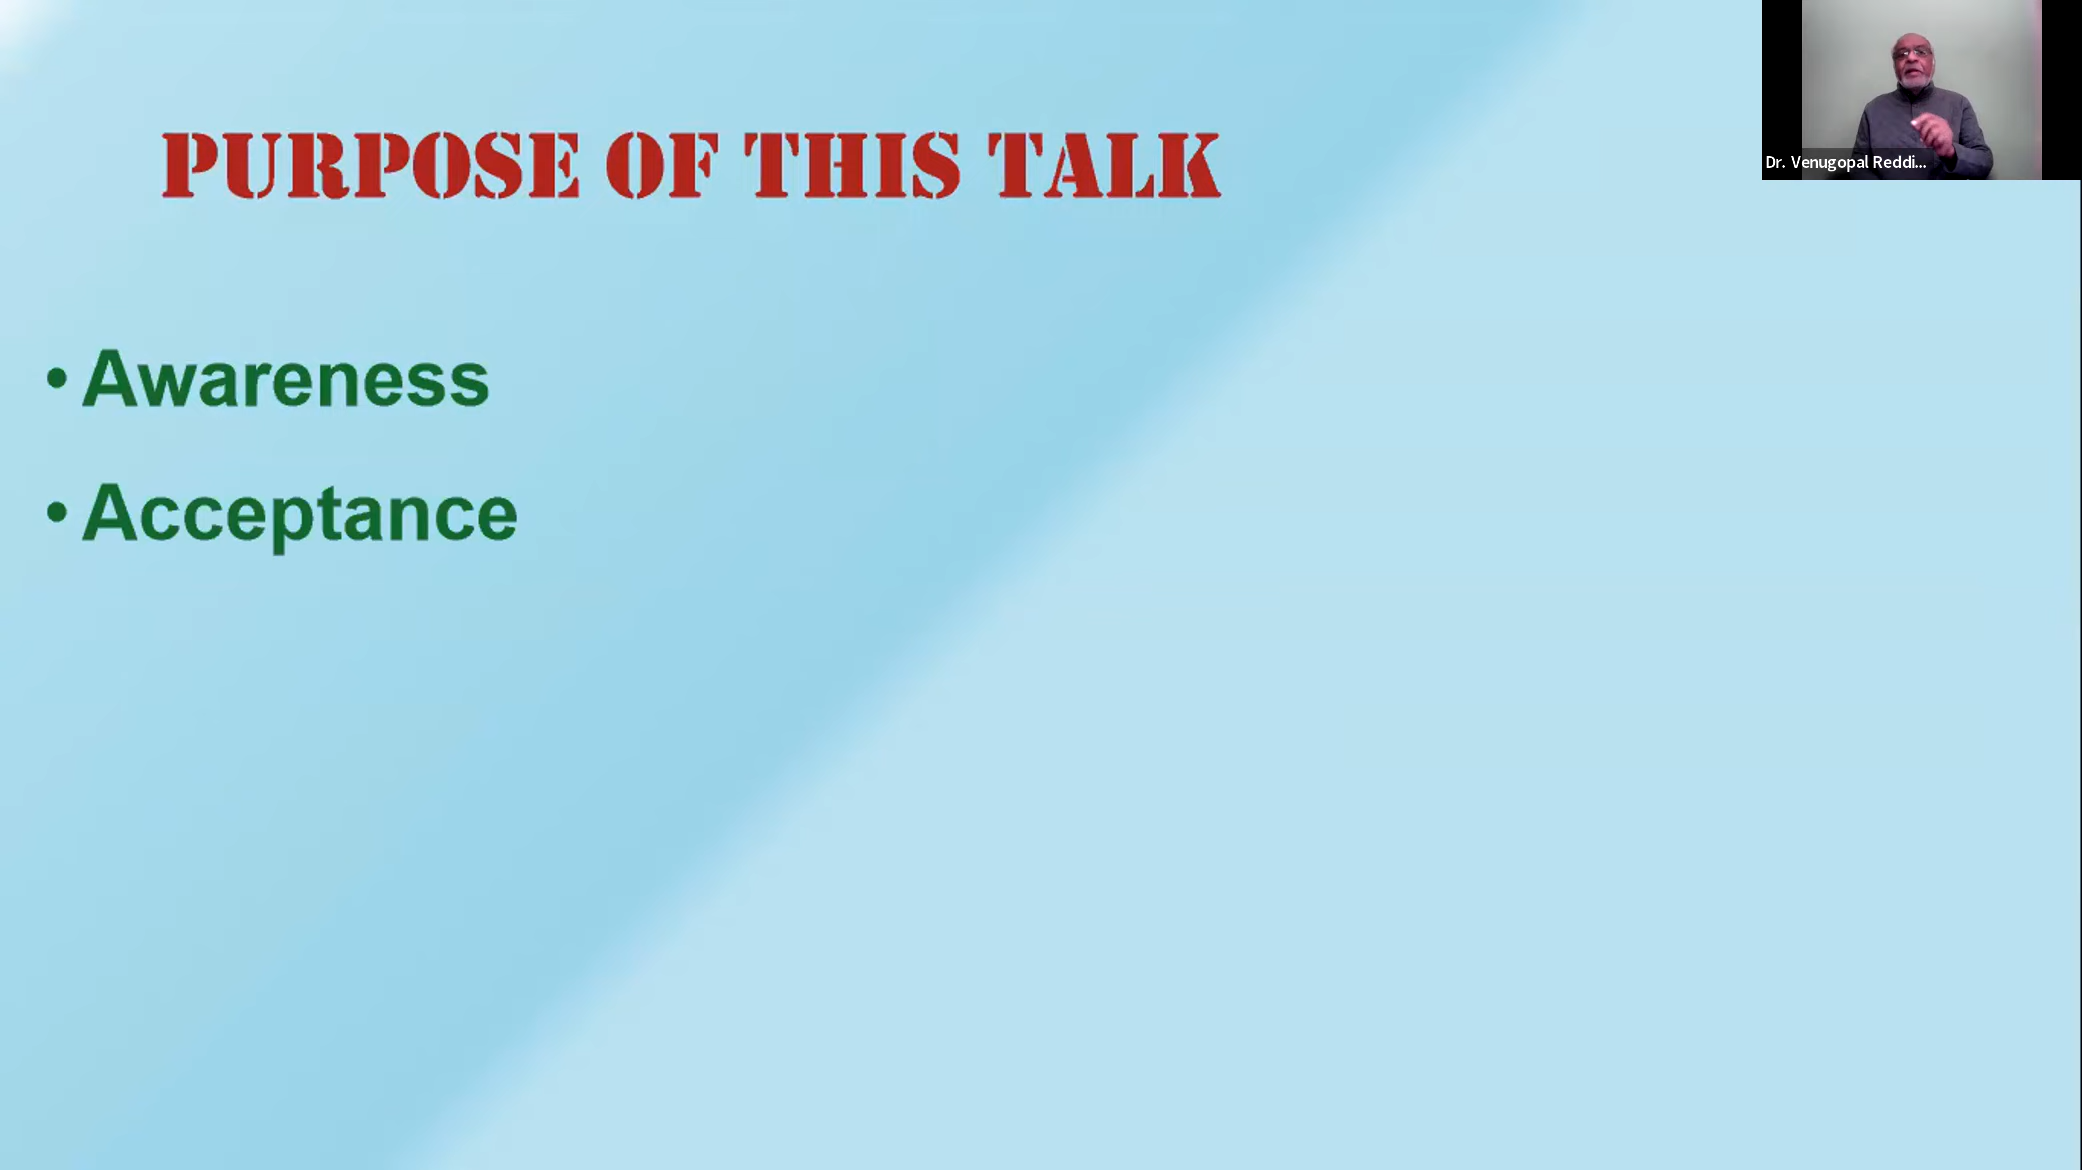 PURPOSE OF THIS TALK
• Awareness
• Acceptance
Dr. Venugopal Reddi...